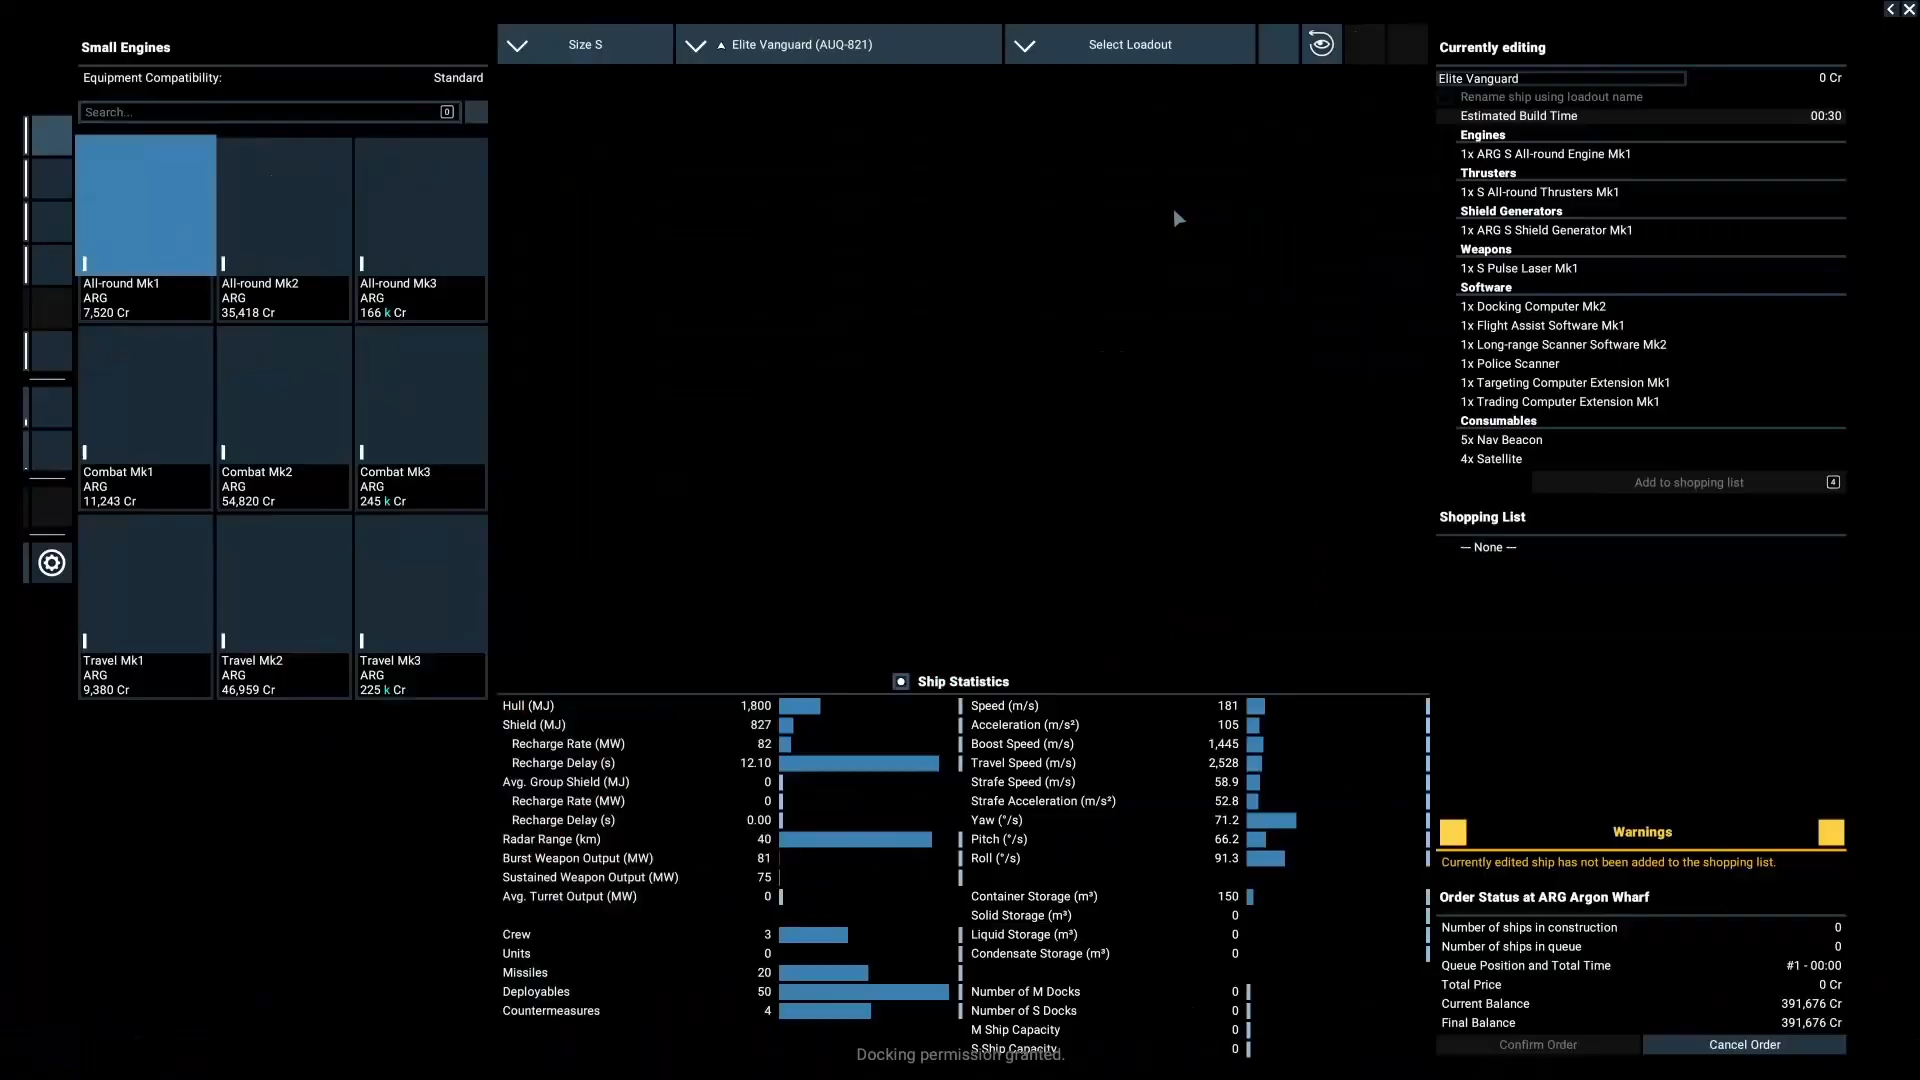 Small Engines
Equipment Compatibility: Standard
Search... 0
All-round Mk1
ARG
7,520 Cr
All-round Mk2
ARG
35,418 Cr
All-round Mk3
ARG
166 k Cr
Combat Mk1
ARG
11,243 Cr
Combat Mk2
ARG
54,820 Cr
Combat Mk3
ARG
245 k Cr
Travel Mk1
ARG
9,380 Cr
Travel Mk2
ARG
46,959 Cr
Travel Mk3
ARG
225 k Cr
Size S
Elite Vanguard (AUQ-821)
Select Loadout
Ship Statistics
Hull (MJ) 1,800
Shield (MJ) 827
Recharge Rate (MW) 82
Recharge Delay (s) 12.10
Avg. Group Shield (MJ) 0
Recharge Rate (MW) 0
Recharge Delay (s) 0.00
Radar Range (km) 40
Burst Weapon Output (MW) 81
Sustained Weapon Output (MW) 75
Avg. Turret Output (MW) 0
Crew 3
Units 0
Missiles 20
Deployables 50
Countermeasures 4
Speed (m/s) 181
Acceleration (m/s²) 105
Boost Speed (m/s) 1,445
Travel Speed (m/s) 2,528
Strafe Speed (m/s) 58.9
Strafe Acceleration (m/s²) 52.8
Yaw (°/s) 71.2
Pitch (°/s) 66.2
Roll (°/s) 91.3
Container Storage (m³) 150
Solid Storage (m³) 0
Liquid Storage (m³) 0
Condensate Storage (m³) 0
Number of M Docks 0
Number of S Docks 0
M Ship Capacity 0
S Ship Capacity 0
Docking permission granted.
Currently editing
Elite Vanguard 0 Cr
Rename ship using loadout name
Estimated Build Time 00:30
Engines
1x ARG S All-round Engine Mk1
Thrusters
1x S All-round Thrusters Mk1
Shield Generators
1x ARG S Shield Generator Mk1
Weapons
1x S Pulse Laser Mk1
Software
1x Docking Computer Mk2
1x Flight Assist Software Mk1
1x Long-range Scanner Software Mk2
1x Police Scanner
1x Targeting Computer Extension Mk1
1x Trading Computer Extension Mk1
Consumables
5x Nav Beacon
4x Satellite
Add to shopping list 4
Shopping List
— None —
Warnings
Currently edited ship has not been added to the shopping list.
Order Status at ARG Argon Wharf
Number of ships in construction 0
Number of ships in queue 0
Queue Position and Total Time #1 - 00:00
Total Price 0 Cr
Current Balance 391,676 Cr
Final Balance 391,676 Cr
Confirm Order
Cancel Order